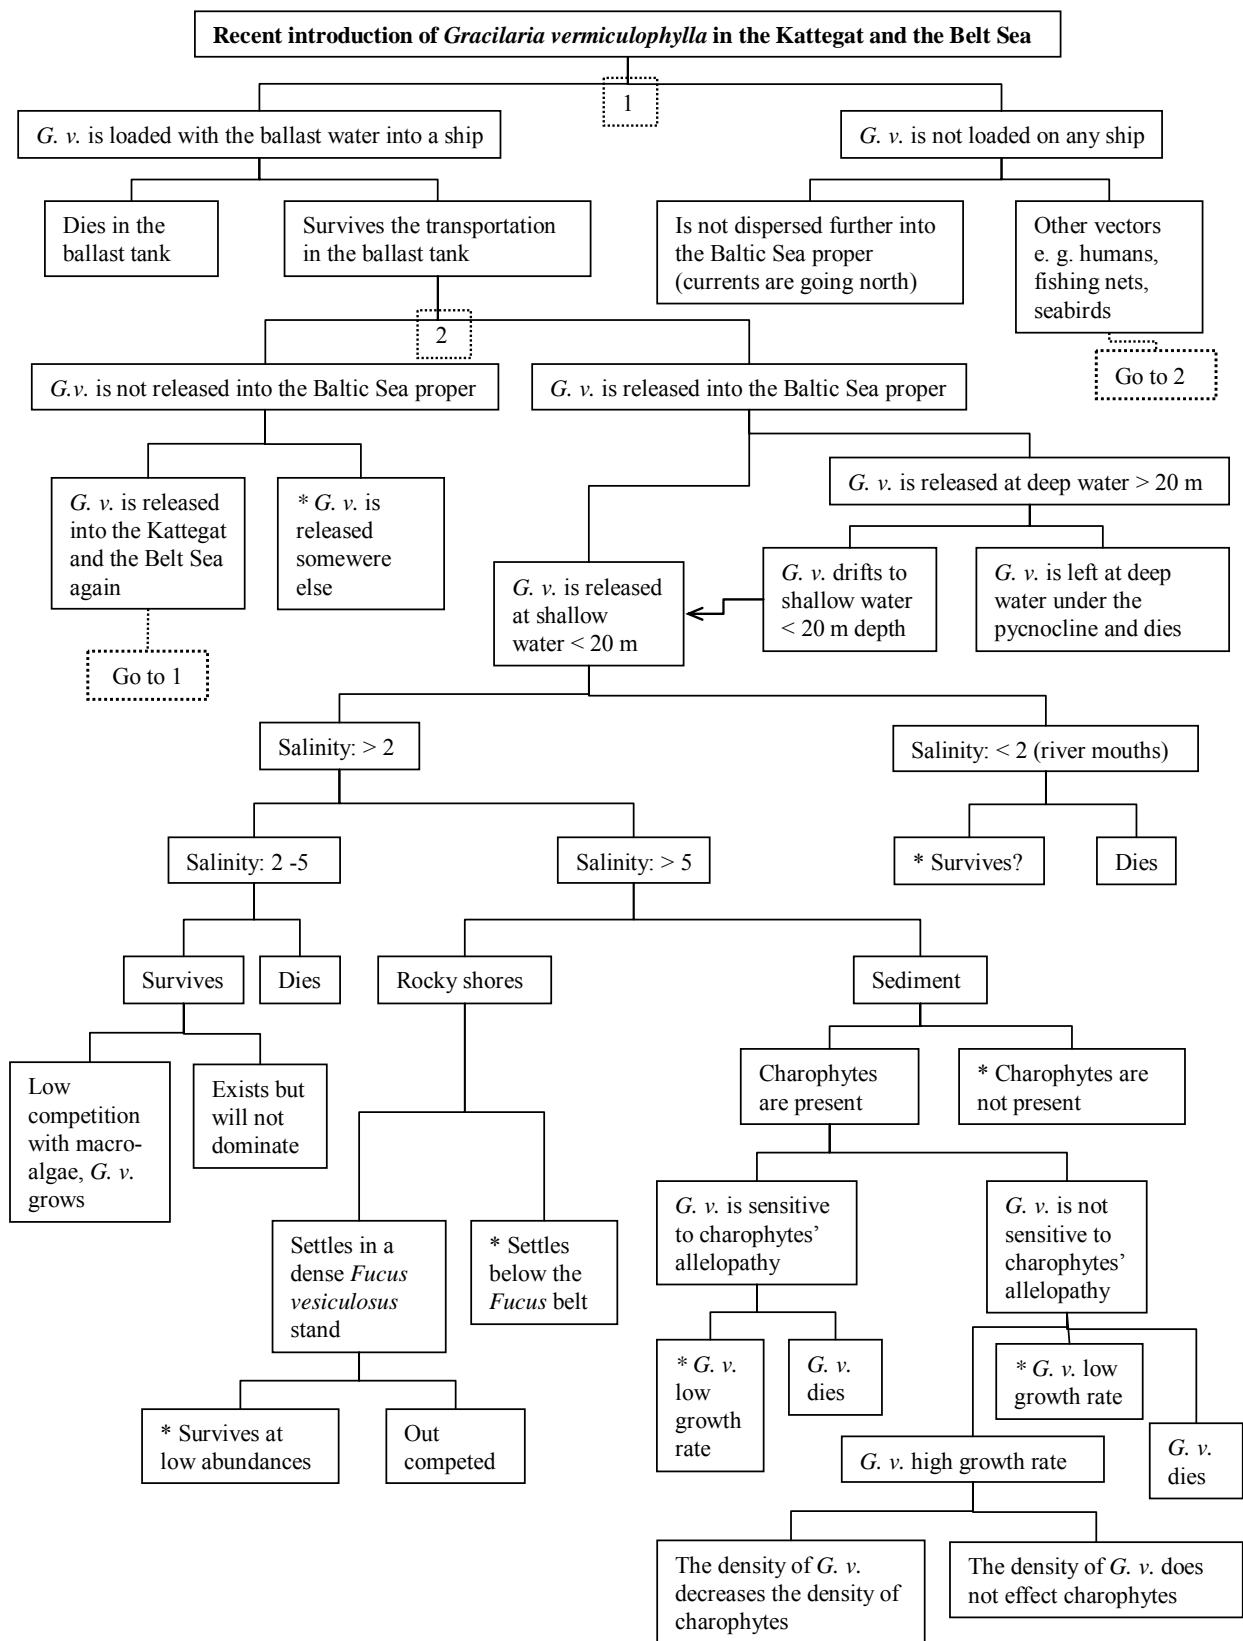 Recent introduction of Gracilaria vermiculophylla in the Kattegat and the Belt Sea
1
G. v. is loaded with the ballast water into a ship
G. v. is not loaded on any ship
Dies in the
ballast tank
Survives the transportation
in the ballast tank
Is not dispersed further into
the Baltic Sea proper
(currents are going north)
Other vectors
e. g. humans,
fishing nets,
seabirds
2
Go to 2
G.v. is not released into the Baltic Sea proper
G. v. is released into the Baltic Sea proper
G. v. is released
into the Kattegat
and the Belt Sea
again
* G. v. is
released
somewere
else
G. v. is released at deep water > 20 m
G. v. is released
at shallow
water < 20 m
G. v. drifts to
shallow water
< 20 m depth
G. v. is left at deep
water under the
pycnocline and dies
Go to 1
Salinity: > 2
Salinity: < 2 (river mouths)
Salinity: 2 -5
Salinity: > 5
* Survives?
Dies
Survives
Dies
Rocky shores
Sediment
Low
competition
with macro-
algae, G. v.
grows
Exists but
will not
dominate
Charophytes
are present
* Charophytes are
not present
Settles in a
dense Fucus
vesiculosus
stand
* Settles
below the
Fucus belt
G. v. is sensitive
to charophytes’
allelopathy
G. v. is not
sensitive to
charophytes’
allelopathy
* Survives at
low abundances
Out
competed
* G. v.
low
growth
rate
G. v.
dies
* G. v. low
growth rate
G. v. high growth rate
G. v.
dies
The density of G. v.
decreases the density of
charophytes
The density of G. v. does
not effect charophytes